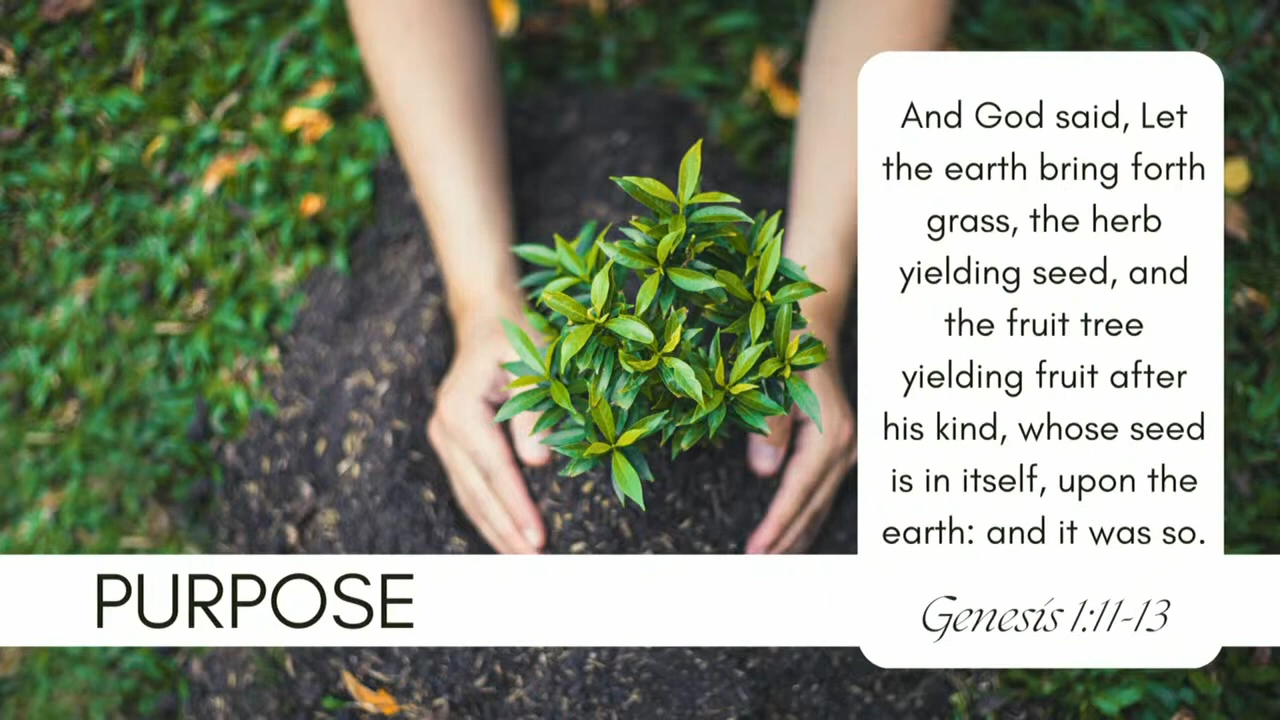 And God said, Let
the earth bring forth
grass, the herb
yielding seed, and
the fruit tree
yielding fruit after
his kind, whose seed
is in itself, upon the
earth: and it was so.
Genesis 1:11-13
PURPOSE